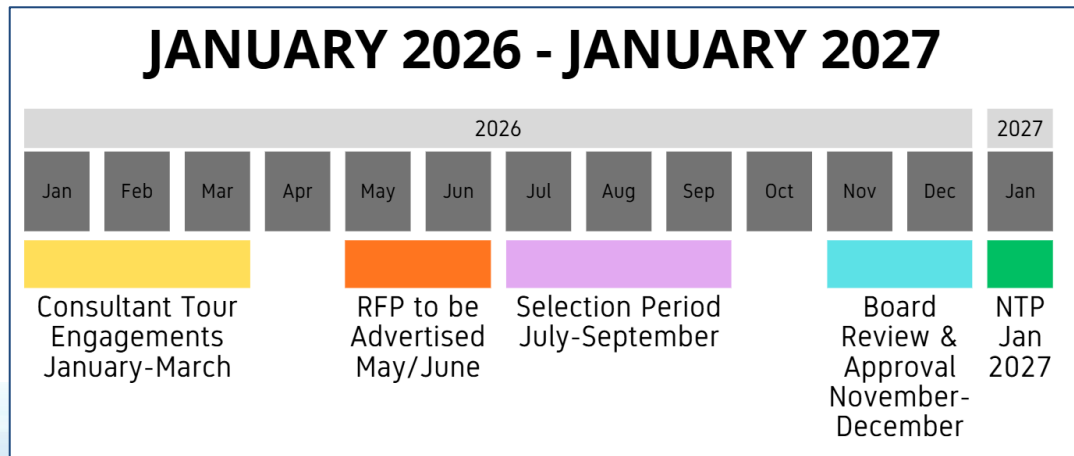 JANUARY 2026 - JANUARY 2027
2026 2027
Jan Feb Mar Apr May Jun Jul Aug Sep Oct Nov Dec Jan
Consultant Tour
Engagements
January-March
RFP to be
Advertised
May/June
Selection Period
July-September
Board
Review &
Approval
November-
December
NTP
Jan
2027